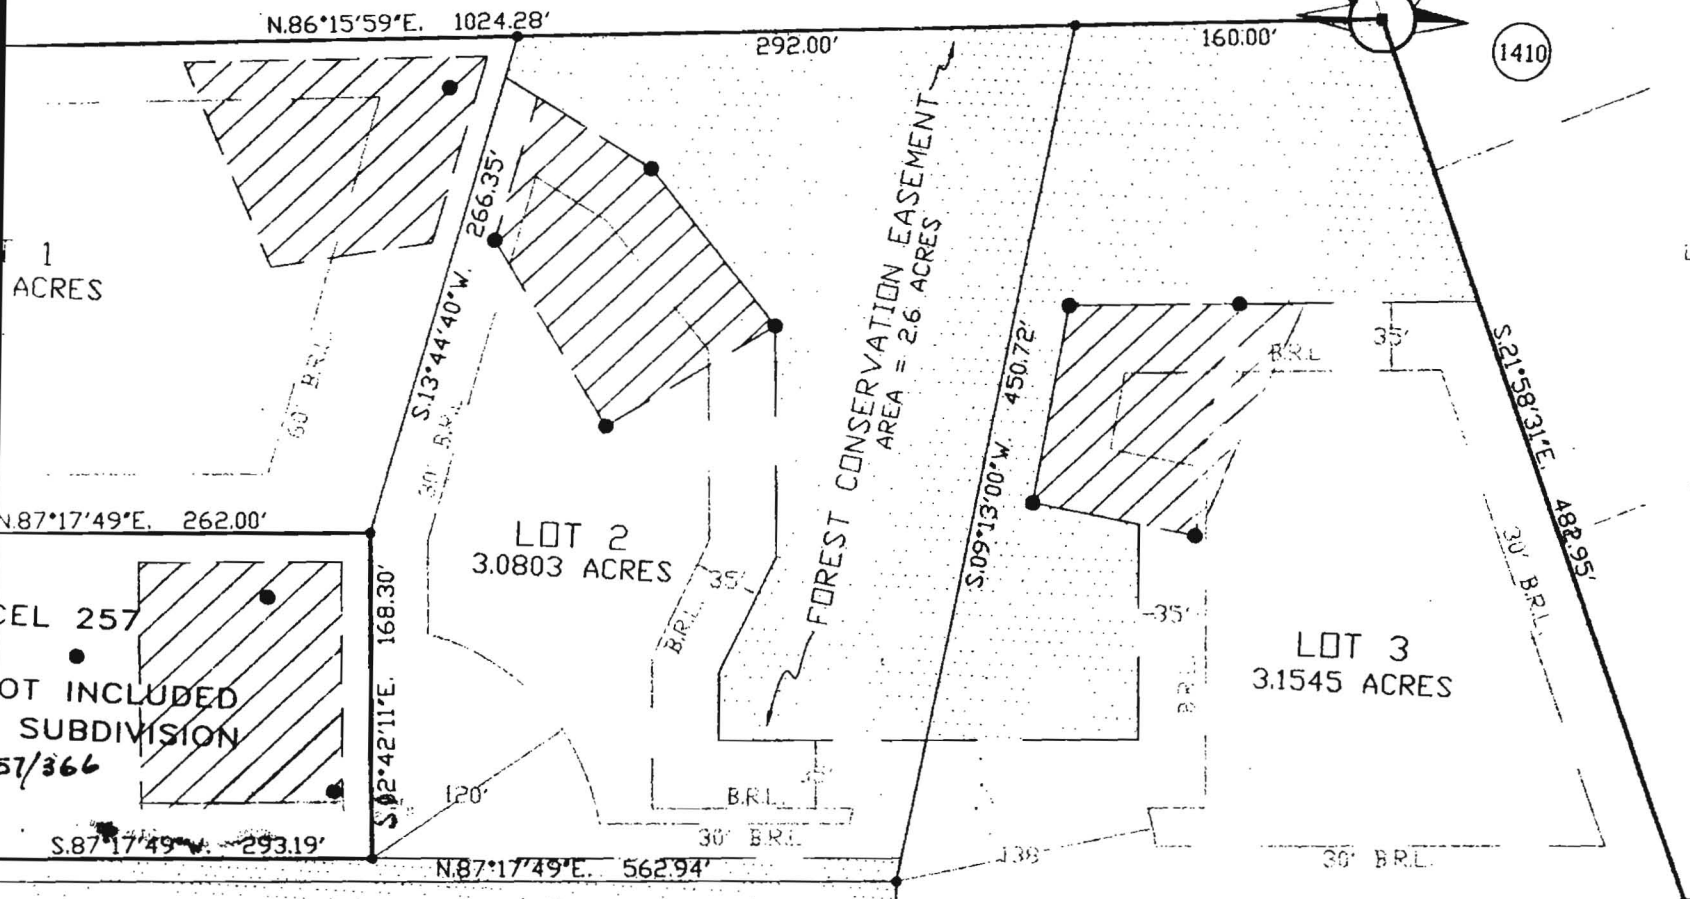 N.86°15'59"E. 1024.28'
292.00'
160.00'
1410
266.35'
S.13°44'40"W.
1
ACRES
60' B.R.L.
30' B.R.L.
FOREST CONSERVATION EASEMENT
AREA = 2.6 ACRES
S.09°13'00"W. 450.72'
B.R.L.
35'
S.21°58'31"E. 482.95'
N.87°17'49"E. 262.00'
LOT 2
3.0803 ACRES
35'
B.R.L.
168.30'
S.02°42'11"E.
CEL 257
OT INCLUDED
SUBDIVISION
57/366
35'
B.R.L.
LOT 3
3.1545 ACRES
30' B.R.L.
120'
B.R.L.
30' B.R.L.
S.87°17'49"W. 293.19'
N.87°17'49"E. 562.94'
30' B.R.L.